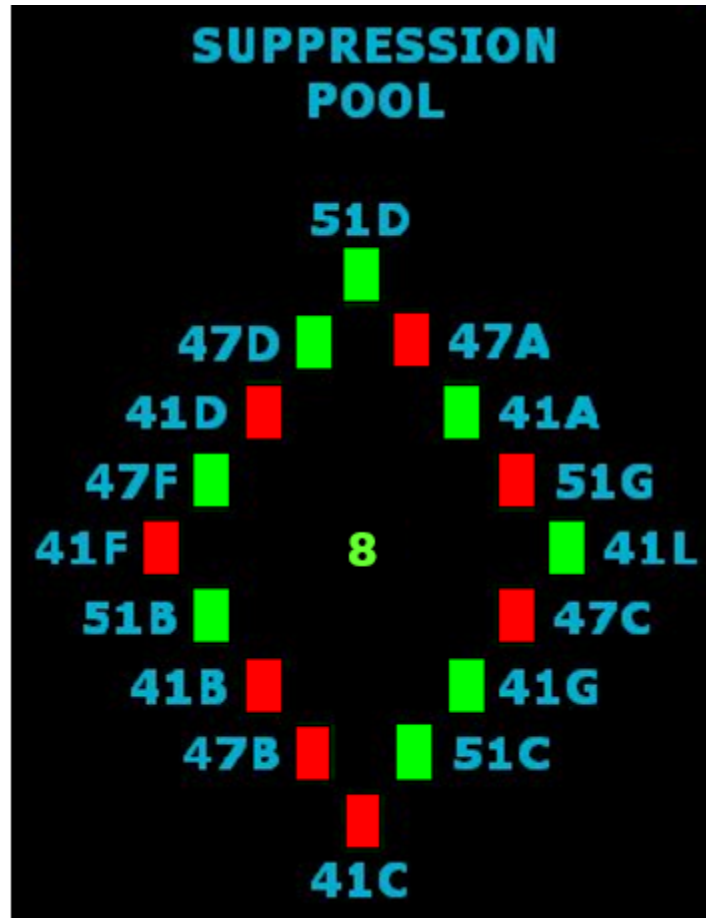 SUPPRESSION
POOL
51D
47D 47A
41D 41A
47F 51G
41F 8 41L
51B 47C
41B 41G
47B 51C
41C